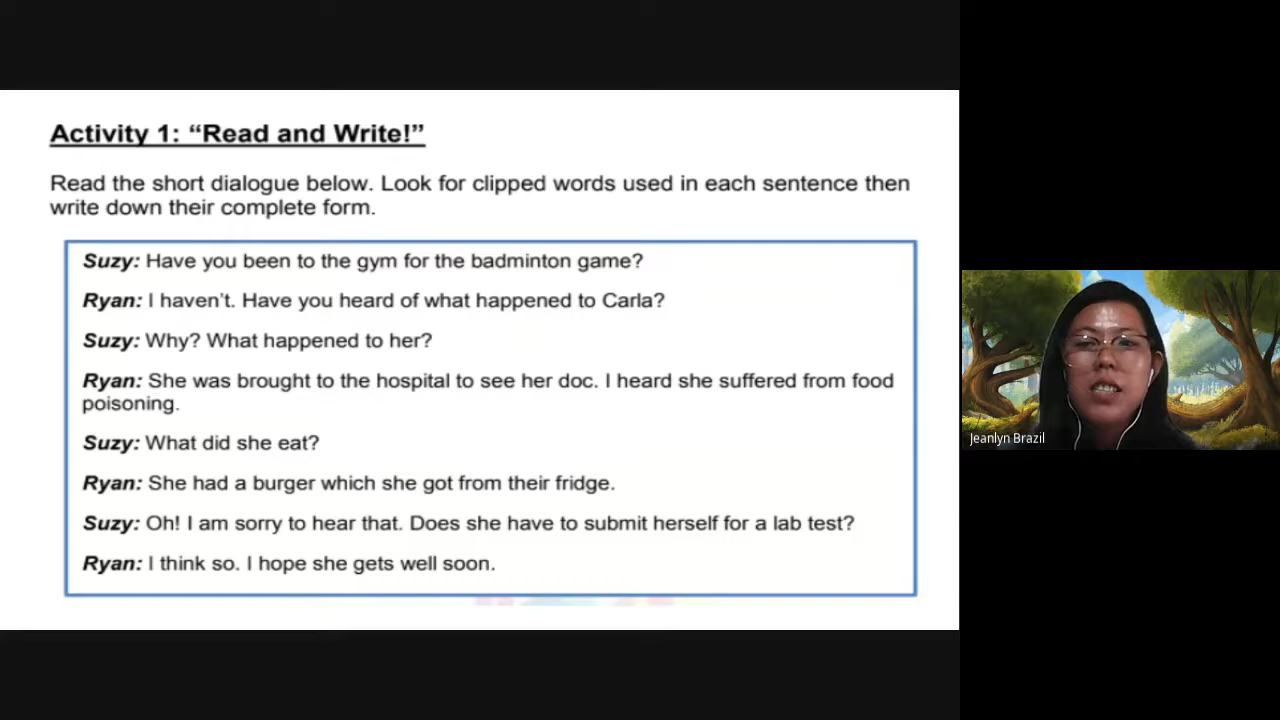 Activity 1: “Read and Write!”
Read the short dialogue below. Look for clipped words used in each sentence then
write down their complete form.
Suzy: Have you been to the gym for the badminton game?
Ryan: I haven’t. Have you heard of what happened to Carla?
Suzy: Why? What happened to her?
Ryan: She was brought to the hospital to see her doc. I heard she suffered from food
poisoning.
Suzy: What did she eat?
Ryan: She had a burger which she got from their fridge.
Suzy: Oh! I am sorry to hear that. Does she have to submit herself for a lab test?
Ryan: I think so. I hope she gets well soon.
Jeanlyn Brazil